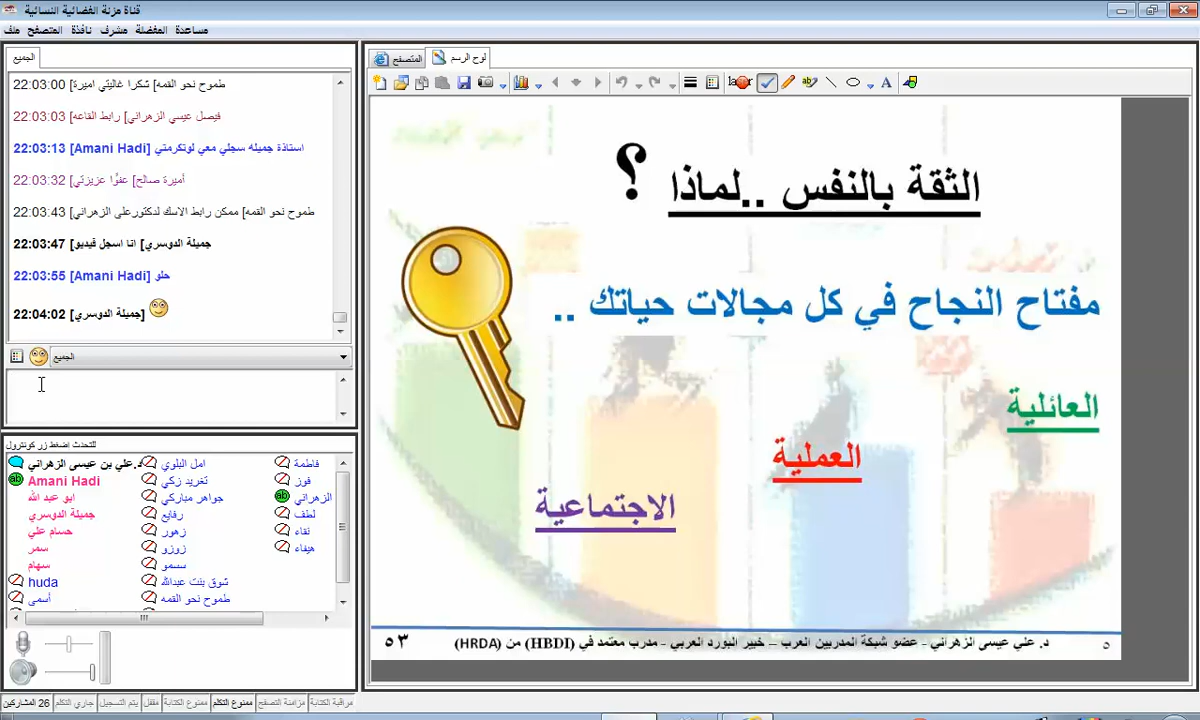 قناة مزنة الفضائية النسائية
ملف المتصفح نافذة مشرف المفضلة مساعدة
الجميع
22:03:00 [طموح نحو القمه] شكرا غاليتي اميرة
22:03:03 [فيصل عيسي الزهراني] رابط القاعه
22:03:13 [Amani Hadi] استاذة جميله سجلي معي لوتكرمتي
22:03:32 [أميرة صالح] عفوًا عزيزتي
22:03:43 [طموح نحو القمه] ممكن رابط الاسك لدكتورعلى الزهراني
22:03:47 [جميلة الدوسري] انا اسجل فيديو
22:03:55 [Amani Hadi] حلو
22:04:02 [جميلة الدوسري]
الجميع
للتحدث اضغط زر كونترول
د.علي بن عيسى الزهراني
Amani Hadi
ابو عبد الله
جميلة الدوسري
حسام علي
سمر
سهام
huda
أسمى
امل البلوي
تغريد زكي
جواهر مباركي
رفايع
زهور
زوزو
سسمو
شوق بنت عبدالله
طموح نحو القمه
فاطمة
فوز
الزهراني
لطف
نقاء
هيفاء
26 المشاركين
جاري التكلم
يتم التسجيل
مقفل
ممنوع الكتابة
ممنوع التكلم
مزامنة التصفح
مراقبة الكتابة
المتصفح
لوح الرسم
الثقة بالنفس ..لماذا ؟
مفتاح النجاح في كل مجالات حياتك ..
العائلية
العملية
الاجتماعية
د. علي عيسى الزهراني - عضو شبكة المدربين العرب – خبير البورد العربي - مدرب معتمد في (HBDI) من (HRDA)
٥
٥٣